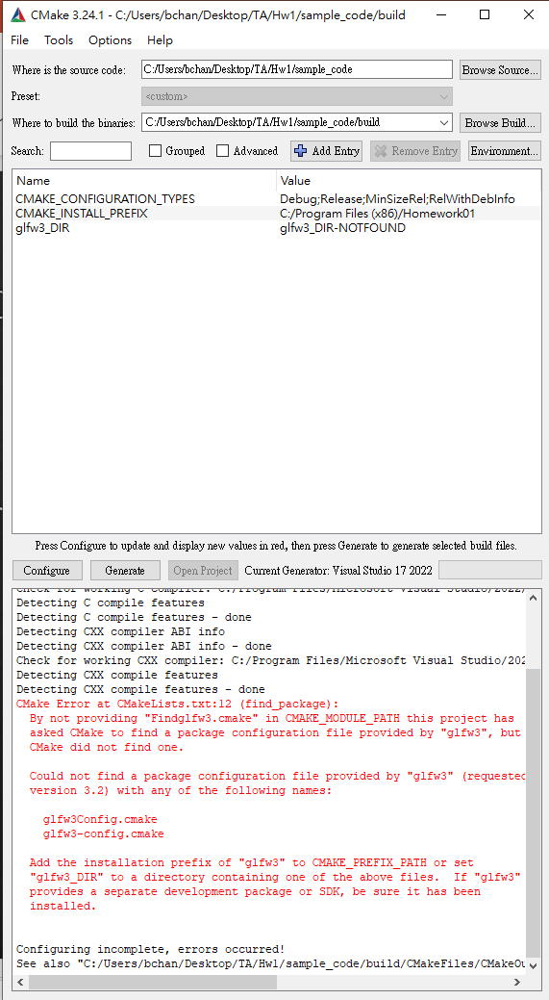 CMake 3.24.1 - C:/Users/bchan/Desktop/TA/Hw1/sample_code/build
File Tools Options Help
Where is the source code: C:/Users/bchan/Desktop/TA/Hw1/sample_code Browse Source...
Preset: <custom>
Where to build the binaries: C:/Users/bchan/Desktop/TA/Hw1/sample_code/build Browse Build...
Search: Grouped Advanced Add Entry Remove Entry Environment...
Name Value
CMAKE_CONFIGURATION_TYPES Debug;Release;MinSizeRel;RelWithDebInfo
CMAKE_INSTALL_PREFIX C:/Program Files (x86)/Homework01
glfw3_DIR glfw3_DIR-NOTFOUND
Press Configure to update and display new values in red, then press Generate to generate selected build files.
Configure Generate Open Project Current Generator: Visual Studio 17 2022
Check for working C compiler: C:/Program Files/Microsoft Visual Studio/2022/
Detecting C compile features
Detecting C compile features - done
Detecting CXX compiler ABI info
Detecting CXX compiler ABI info - done
Check for working CXX compiler: C:/Program Files/Microsoft Visual Studio/202
Detecting CXX compile features
Detecting CXX compile features - done
CMake Error at CMakeLists.txt:12 (find_package):
By not providing "Findglfw3.cmake" in CMAKE_MODULE_PATH this project has
asked CMake to find a package configuration file provided by "glfw3", but
CMake did not find one.
Could not find a package configuration file provided by "glfw3" (requested
version 3.2) with any of the following names:
glfw3Config.cmake
glfw3-config.cmake
Add the installation prefix of "glfw3" to CMAKE_PREFIX_PATH or set
"glfw3_DIR" to a directory containing one of the above files. If "glfw3"
provides a separate development package or SDK, be sure it has been
installed.
Configuring incomplete, errors occurred!
See also "C:/Users/bchan/Desktop/TA/Hw1/sample_code/build/CMakeFiles/CMakeOu